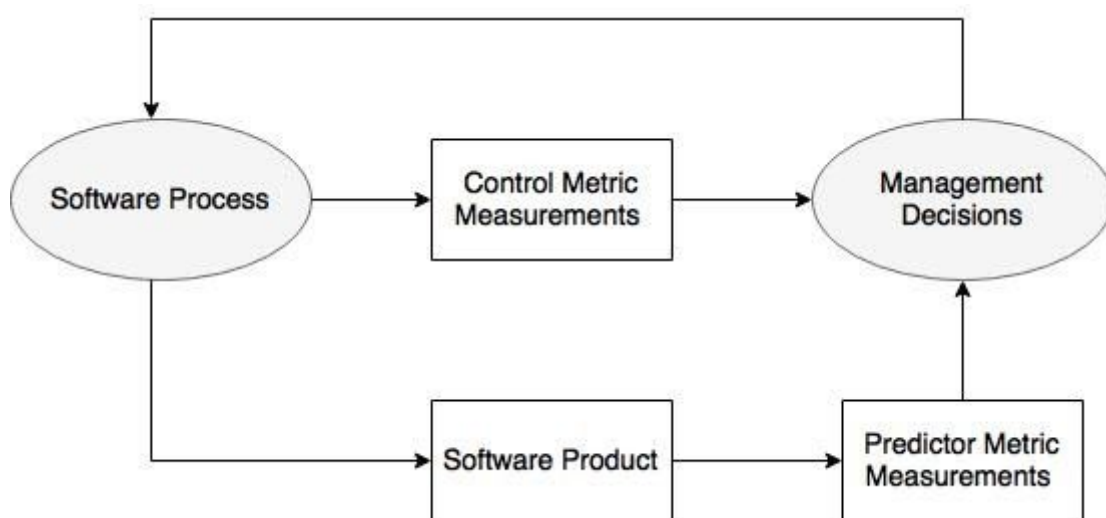 Software Process
Control Metric
Measurements
Management
Decisions
Software Product
Predictor Metric
Measurements